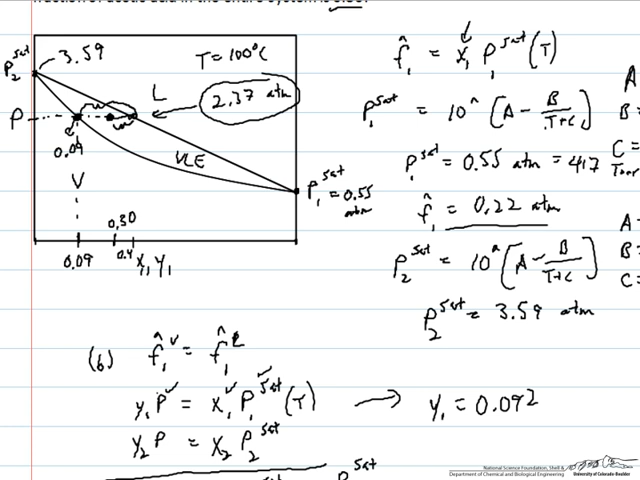 fraction of acetic acid in the entire system is 0.30.
P₂ˢᵃᵗ
3.59
T = 100°C
L
2.37 atm
P
0.09
VLE
V
P₁ˢᵃᵗ = 0.55
atm
0.30
0.09
0.4
X₁ Y₁
f̂₁ = x₁ P₁ˢᵃᵗ (T)
P₁ˢᵃᵗ = 10^(A - B/(T+C))
P₁ˢᵃᵗ = 0.55 atm = 417 Torr
f̂₁ = 0.22 atm
P₂ˢᵃᵗ = 10^(A - B/(T+C))
P₂ˢᵃᵗ = 3.59 atm
A
B =
C =
A -
B =
C =
(b) f̂₁ⱽ = f̂₁ᴸ
y₁ P = x₁ P₁ˢᵃᵗ (T) → y₁ = 0.092
y₂ P = x₂ P₂ˢᵃᵗ
P ˢᵃᵗ
National Science Foundation, Shell &
Department of Chemical and Biological Engineering
University of Colorado Boulder